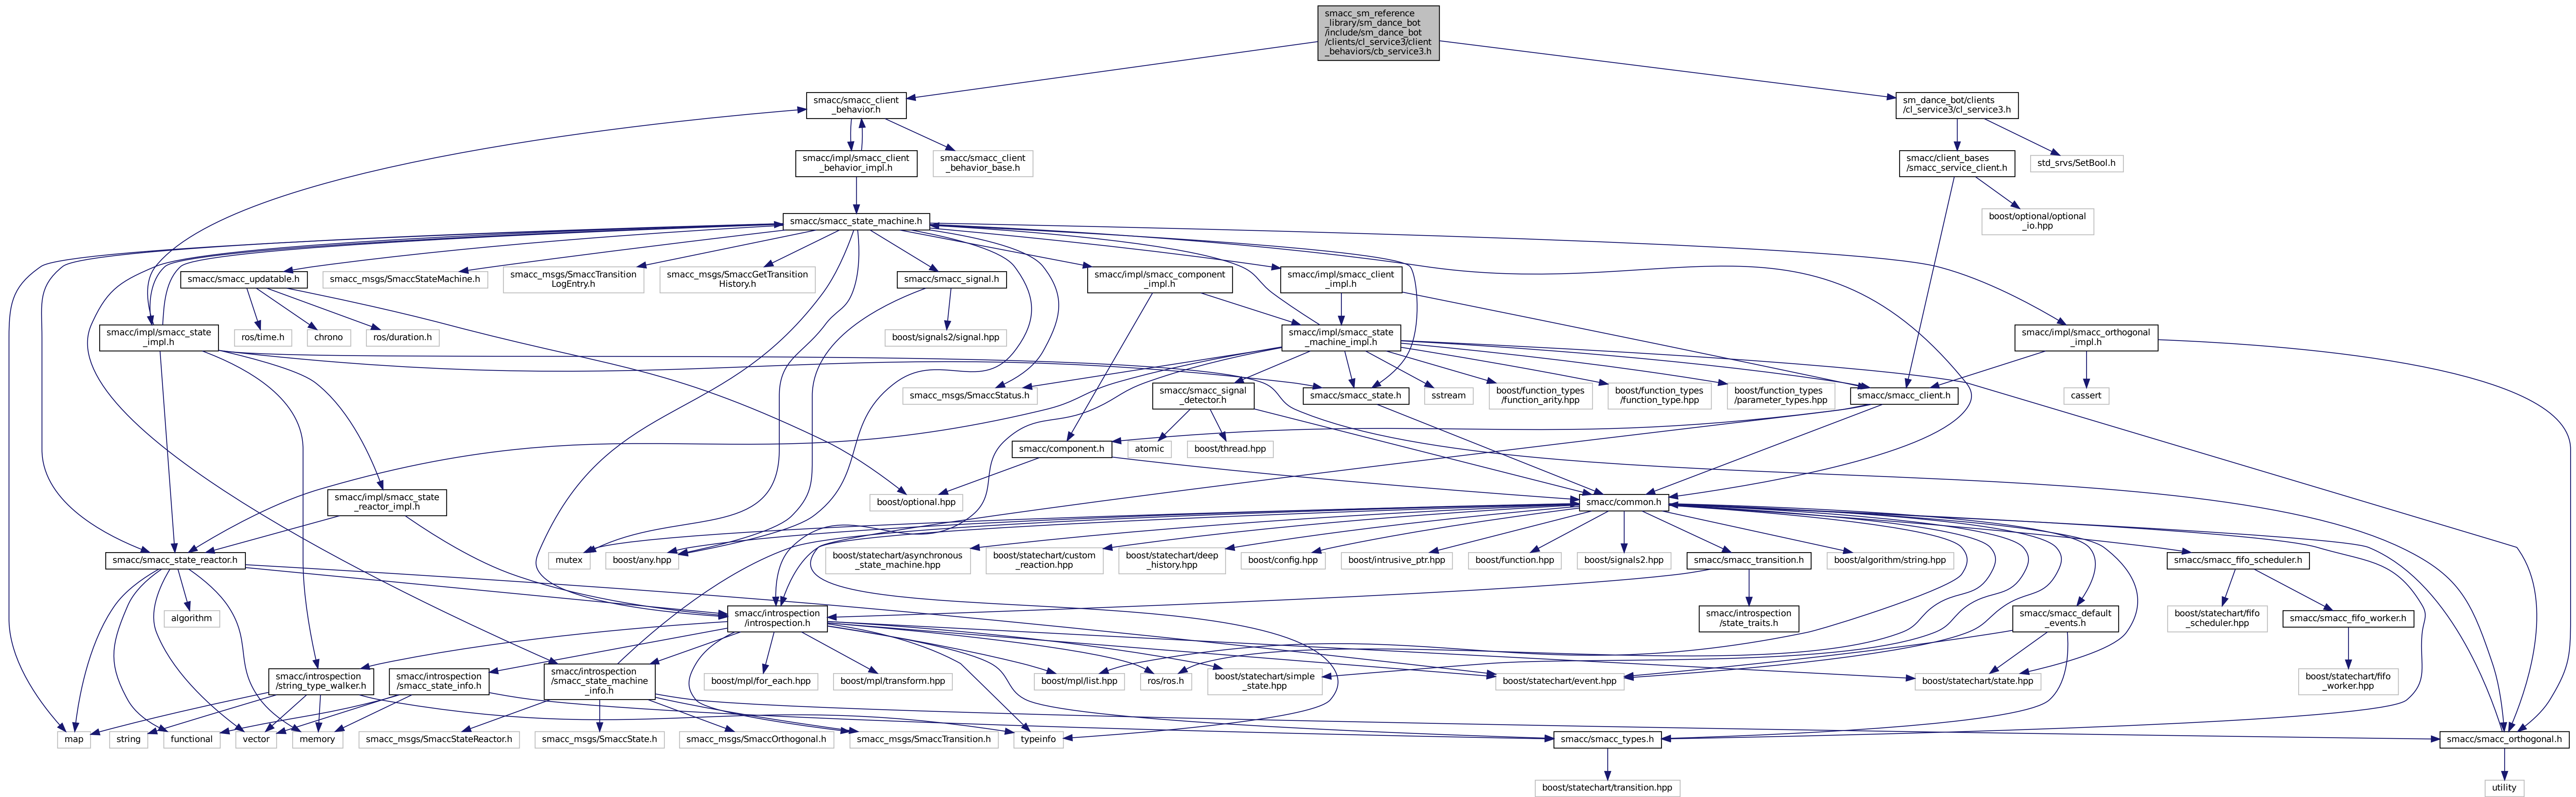 smacc_sm_reference
_library/sm_dance_bot
/include/sm_dance_bot
/clients/cl_service3/client
_behaviors/cb_service3.h
smacc/smacc_client
_behavior.h
sm_dance_bot/clients
/cl_service3/cl_service3.h
smacc/impl/smacc_client
_behavior_impl.h
smacc/smacc_client
_behavior_base.h
smacc/client_bases
/smacc_service_client.h
std_srvs/SetBool.h
smacc/smacc_state_machine.h
boost/optional/optional
_io.hpp
smacc/smacc_updatable.h
smacc_msgs/SmaccStateMachine.h
smacc_msgs/SmaccTransition
LogEntry.h
smacc_msgs/SmaccGetTransition
History.h
smacc/smacc_signal.h
smacc/impl/smacc_component
_impl.h
smacc/impl/smacc_client
_impl.h
smacc/impl/smacc_state
_impl.h
ros/time.h
chrono
ros/duration.h
boost/signals2/signal.hpp
smacc/impl/smacc_state
_machine_impl.h
smacc/impl/smacc_orthogonal
_impl.h
smacc_msgs/SmaccStatus.h
smacc/smacc_signal
_detector.h
smacc/smacc_state.h
sstream
boost/function_types
/function_arity.hpp
boost/function_types
/function_type.hpp
boost/function_types
/parameter_types.hpp
smacc/smacc_client.h
cassert
smacc/component.h
atomic
boost/thread.hpp
smacc/impl/smacc_state
_reactor_impl.h
boost/optional.hpp
smacc/common.h
smacc/smacc_state_reactor.h
mutex
boost/any.hpp
boost/statechart/asynchronous
_state_machine.hpp
boost/statechart/custom
_reaction.hpp
boost/statechart/deep
_history.hpp
boost/config.hpp
boost/intrusive_ptr.hpp
boost/function.hpp
boost/signals2.hpp
smacc/smacc_transition.h
boost/algorithm/string.hpp
smacc/smacc_fifo_scheduler.h
algorithm
smacc/introspection
/introspection.h
smacc/introspection
/state_traits.h
smacc/smacc_default
_events.h
boost/statechart/fifo
_scheduler.hpp
smacc/smacc_fifo_worker.h
smacc/introspection
/string_type_walker.h
smacc/introspection
/smacc_state_info.h
smacc/introspection
/smacc_state_machine
_info.h
boost/mpl/for_each.hpp
boost/mpl/transform.hpp
boost/mpl/list.hpp
ros/ros.h
boost/statechart/simple
_state.hpp
boost/statechart/event.hpp
boost/statechart/state.hpp
boost/statechart/fifo
_worker.hpp
map
string
functional
vector
memory
smacc_msgs/SmaccStateReactor.h
smacc_msgs/SmaccState.h
smacc_msgs/SmaccOrthogonal.h
smacc_msgs/SmaccTransition.h
typeinfo
smacc/smacc_types.h
smacc/smacc_orthogonal.h
boost/statechart/transition.hpp
utility